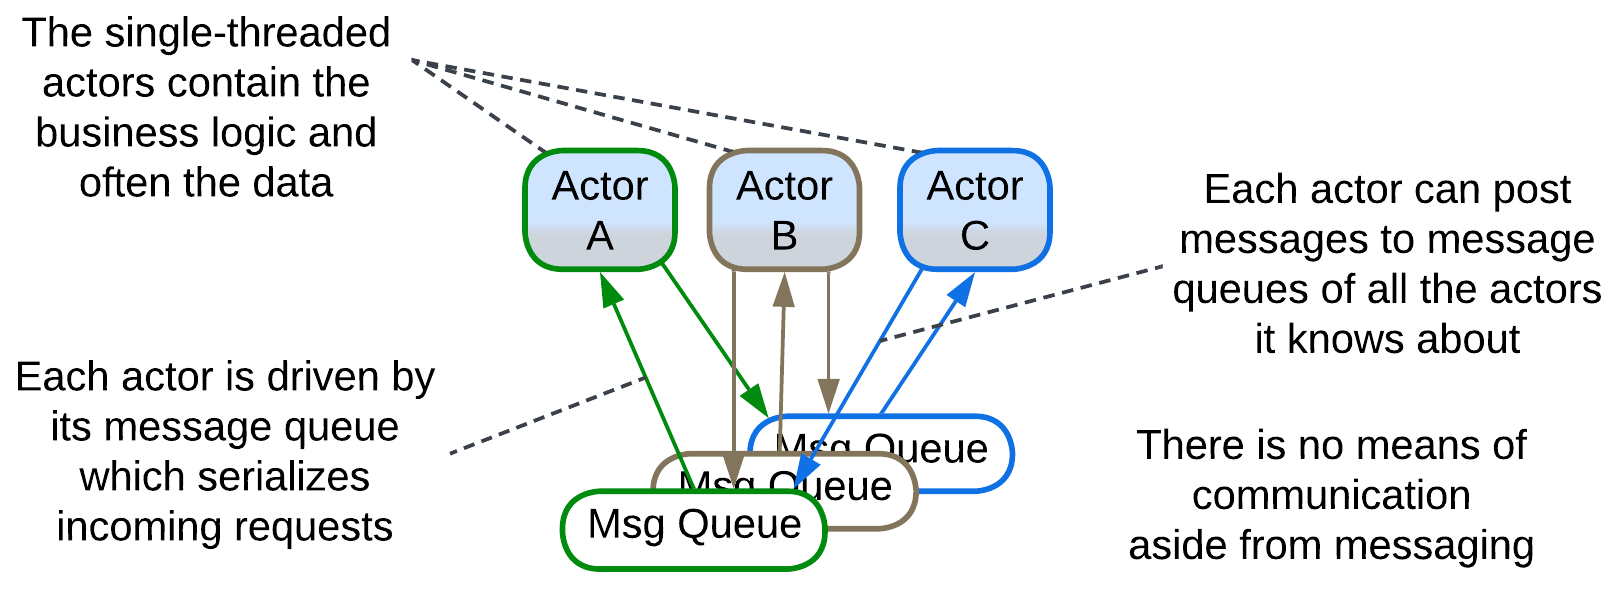 The single-threaded
actors contain the
business logic and
often the data
Actor
A
Actor
B
Actor
C
Each actor can post
messages to message
queues of all the actors
it knows about
Each actor is driven by
its message queue
which serializes
incoming requests
Msg Queue
Msg Queue
Msg Queue
There is no means of
communication
aside from messaging